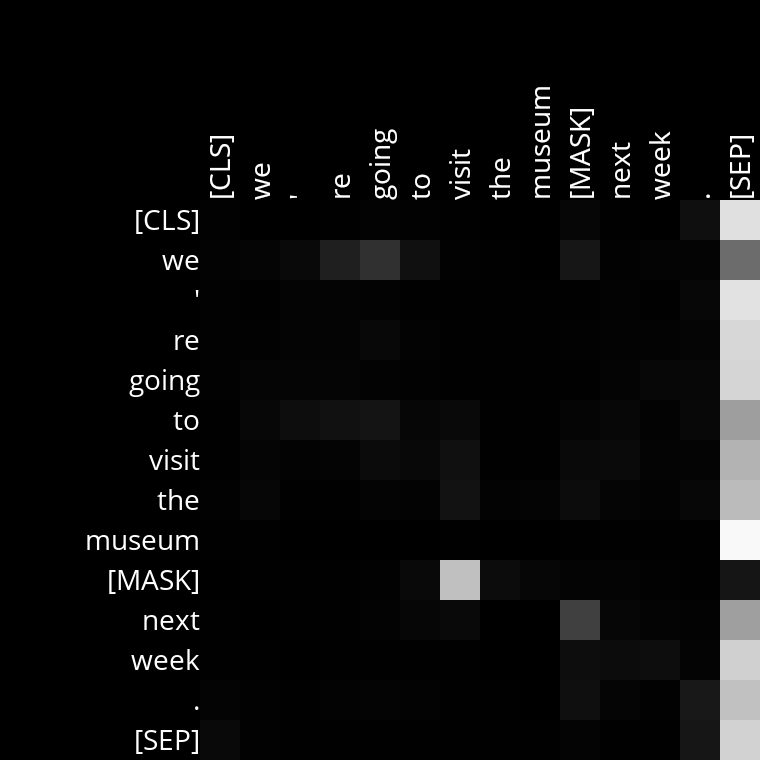 [CLS] we ' re going to visit the museum [MASK] next week . [SEP]
[CLS]
we
'
re
going
to
visit
the
museum
[MASK]
next
week
.
[SEP]